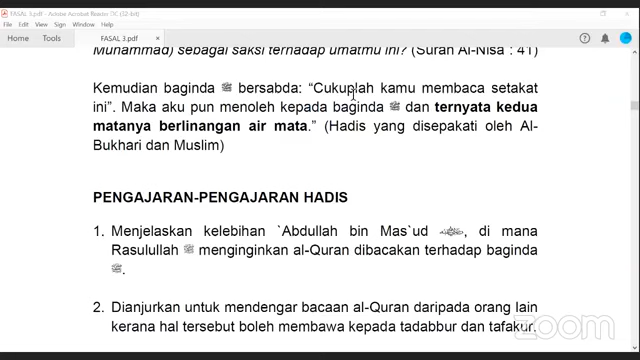 FASAL 3.pdf - Adobe Acrobat Reader DC (32-bit)
File Edit View Sign Window Help
Home Tools FASAL 3.pdf ×
Muhammad) sebagai saksi terhadap umatmu ini? (Surah Al-Nisa : 41)
Kemudian baginda ﷺ bersabda: “Cukuplah kamu membaca setakat
ini”. Maka aku pun menoleh kepada baginda ﷺ dan ternyata kedua
matanya berlinangan air mata.” (Hadis yang disepakati oleh Al-
Bukhari dan Muslim)
PENGAJARAN-PENGAJARAN HADIS
1. Menjelaskan kelebihan `Abdullah bin Mas`ud , di mana
Rasulullah ﷺ menginginkan al-Quran dibacakan terhadap baginda
ﷺ.
2. Dianjurkan untuk mendengar bacaan al-Quran daripada orang lain
kerana hal tersebut boleh membawa kepada tadabbur dan tafakur.
zoom